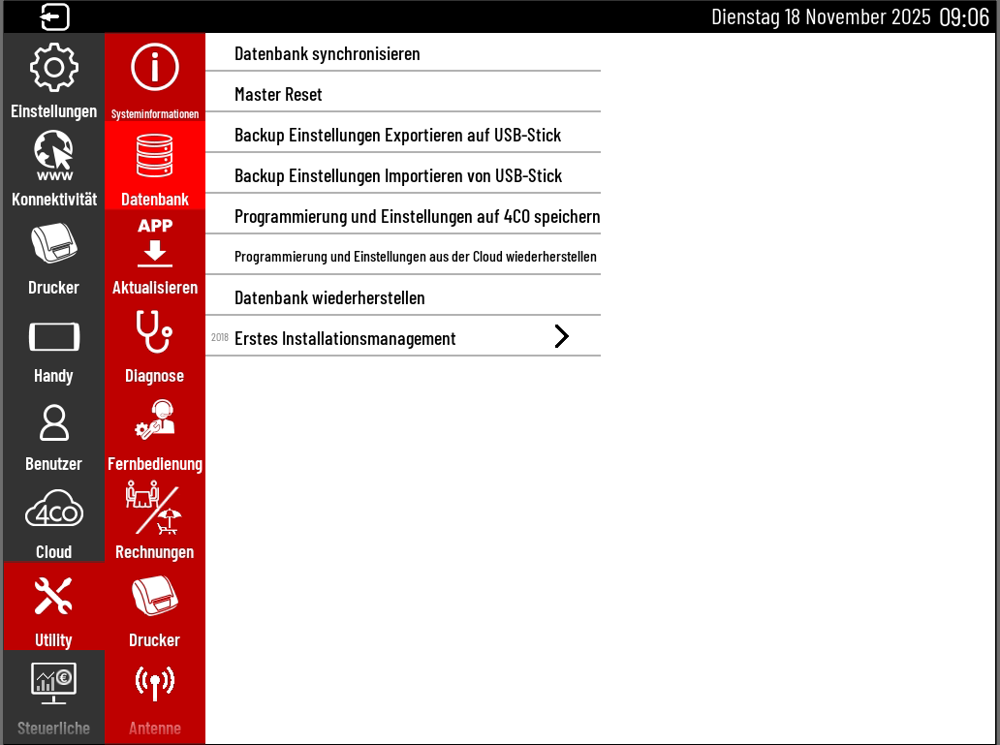 Dienstag 18 November 2025 09:06
Einstellungen
www
Konnektivität
Drucker
Handy
Benutzer
4CO
Cloud
Utility
€
Steuerliche
i
Systeminformationen
Datenbank
APP
Aktualisieren
Diagnose
Fernbedienung
Rechnungen
Drucker
Antenne
Datenbank synchronisieren
Master Reset
Backup Einstellungen Exportieren auf USB-Stick
Backup Einstellungen Importieren von USB-Stick
Programmierung und Einstellungen auf 4CO speichern
Programmierung und Einstellungen aus der Cloud wiederherstellen
Datenbank wiederherstellen
2018 Erstes Installationsmanagement